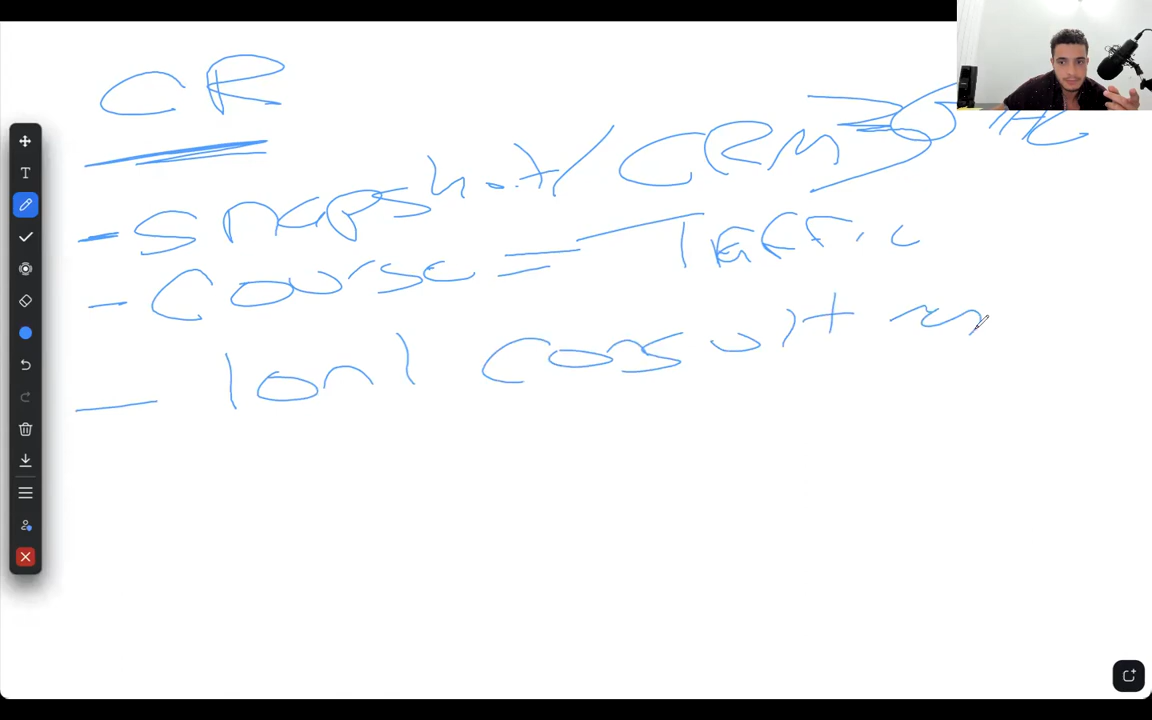 CR
- Snapshot / CRM
- Course = Traffic
- 1on1 Consult
T